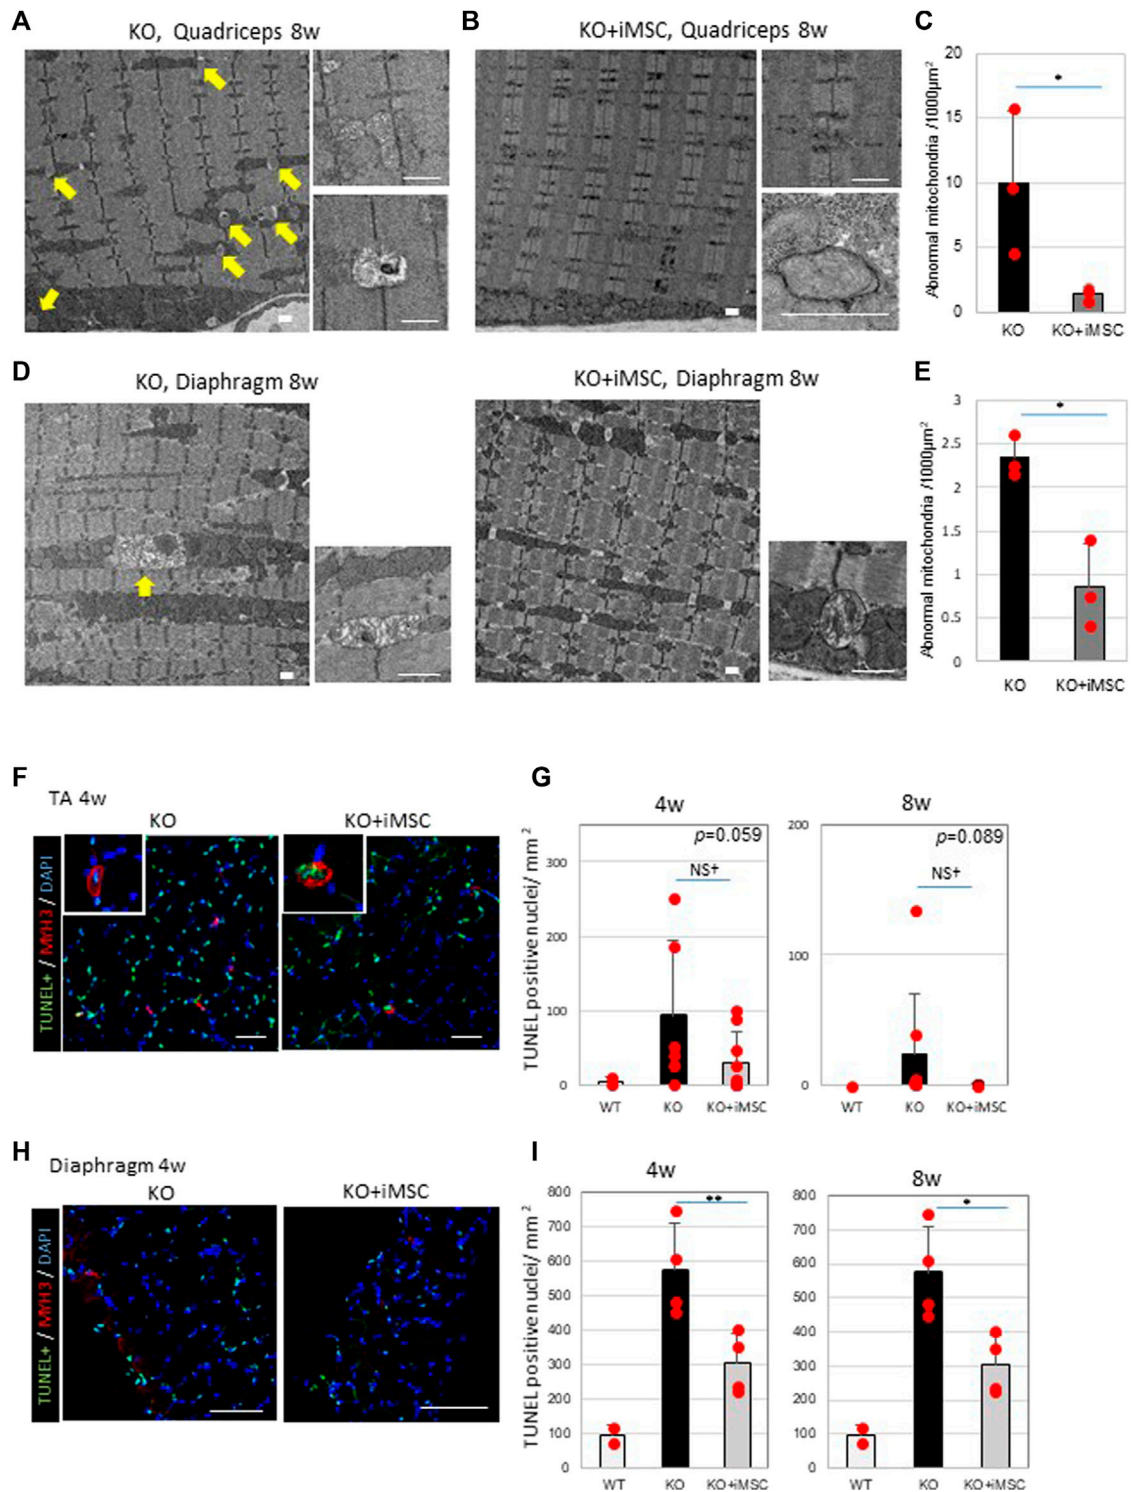 A
KO, Quadriceps 8w
B
KO+iMSC, Quadriceps 8w
C
Abnormal mitochondria /1000μm2
20
15
10
5
0
*
KO
KO+iMSC
D
KO, Diaphragm 8w
KO+iMSC, Diaphragm 8w
E
Abnormal mitochondria /1000μm2
3
2.5
2
1.5
1
0.5
0
*
KO
KO+iMSC
F
TA 4w
KO
KO+iMSC
TUNEL+ / MYH3 / DAPI
G
4w
TUNEL positive nuclei/ mm2
300
200
100
0
p=0.059
NS†
WT
KO
KO+iMSC
8w
200
100
0
p=0.089
NS†
WT
KO
KO+iMSC
H
Diaphragm 4w
KO
KO+iMSC
TUNEL+ / MYH3 / DAPI
I
4w
TUNEL positive nuclei/ mm2
800
700
600
500
400
300
200
100
0
**
WT
KO
KO+iMSC
8w
800
700
600
500
400
300
200
100
0
*
WT
KO
KO+iMSC